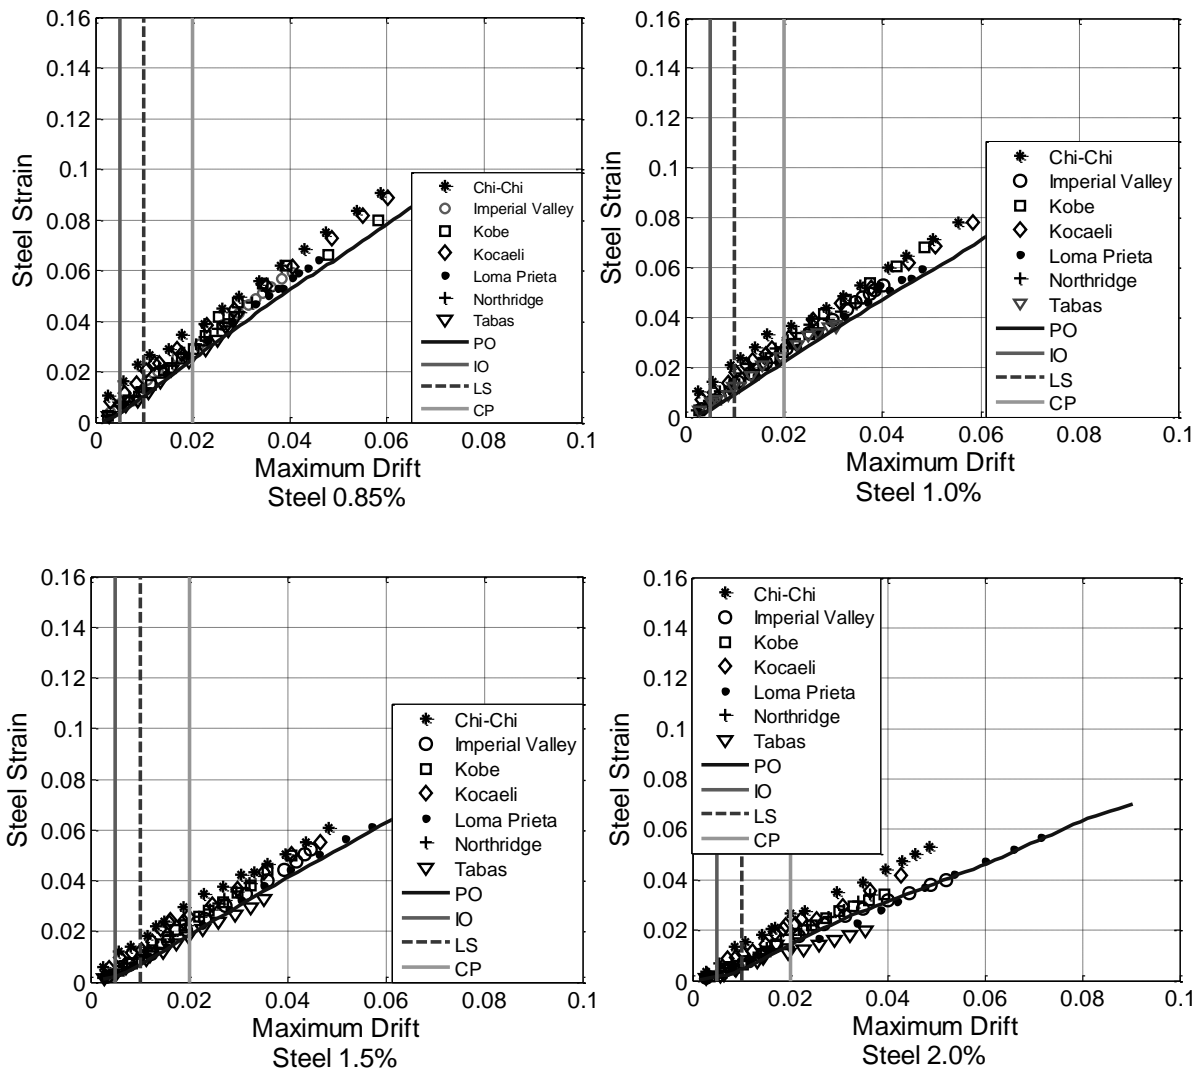 0.16
0.14
0.12
0.1
0.08
0.06
0.04
0.02
0
Steel Strain
Chi-Chi
Imperial Valley
Kobe
Kocaeli
Loma Prieta
Northridge
Tabas
PO
IO
LS
CP
0 0.02 0.04 0.06 0.08 0.1
Maximum Drift
Steel 0.85%
0.16
0.14
0.12
0.1
0.08
0.06
0.04
0.02
0
Steel Strain
Chi-Chi
Imperial Valley
Kobe
Kocaeli
Loma Prieta
Northridge
Tabas
PO
IO
LS
CP
0 0.02 0.04 0.06 0.08 0.1
Maximum Drift
Steel 1.0%
0.16
0.14
0.12
0.1
0.08
0.06
0.04
0.02
0
Steel Strain
Chi-Chi
Imperial Valley
Kobe
Kocaeli
Loma Prieta
Northridge
Tabas
PO
IO
LS
CP
0 0.02 0.04 0.06 0.08 0.1
Maximum Drift
Steel 1.5%
0.16
0.14
0.12
0.1
0.08
0.06
0.04
0.02
0
Steel Strain
Chi-Chi
Imperial Valley
Kobe
Kocaeli
Loma Prieta
Northridge
Tabas
PO
IO
LS
CP
0 0.02 0.04 0.06 0.08 0.1
Maximum Drift
Steel 2.0%